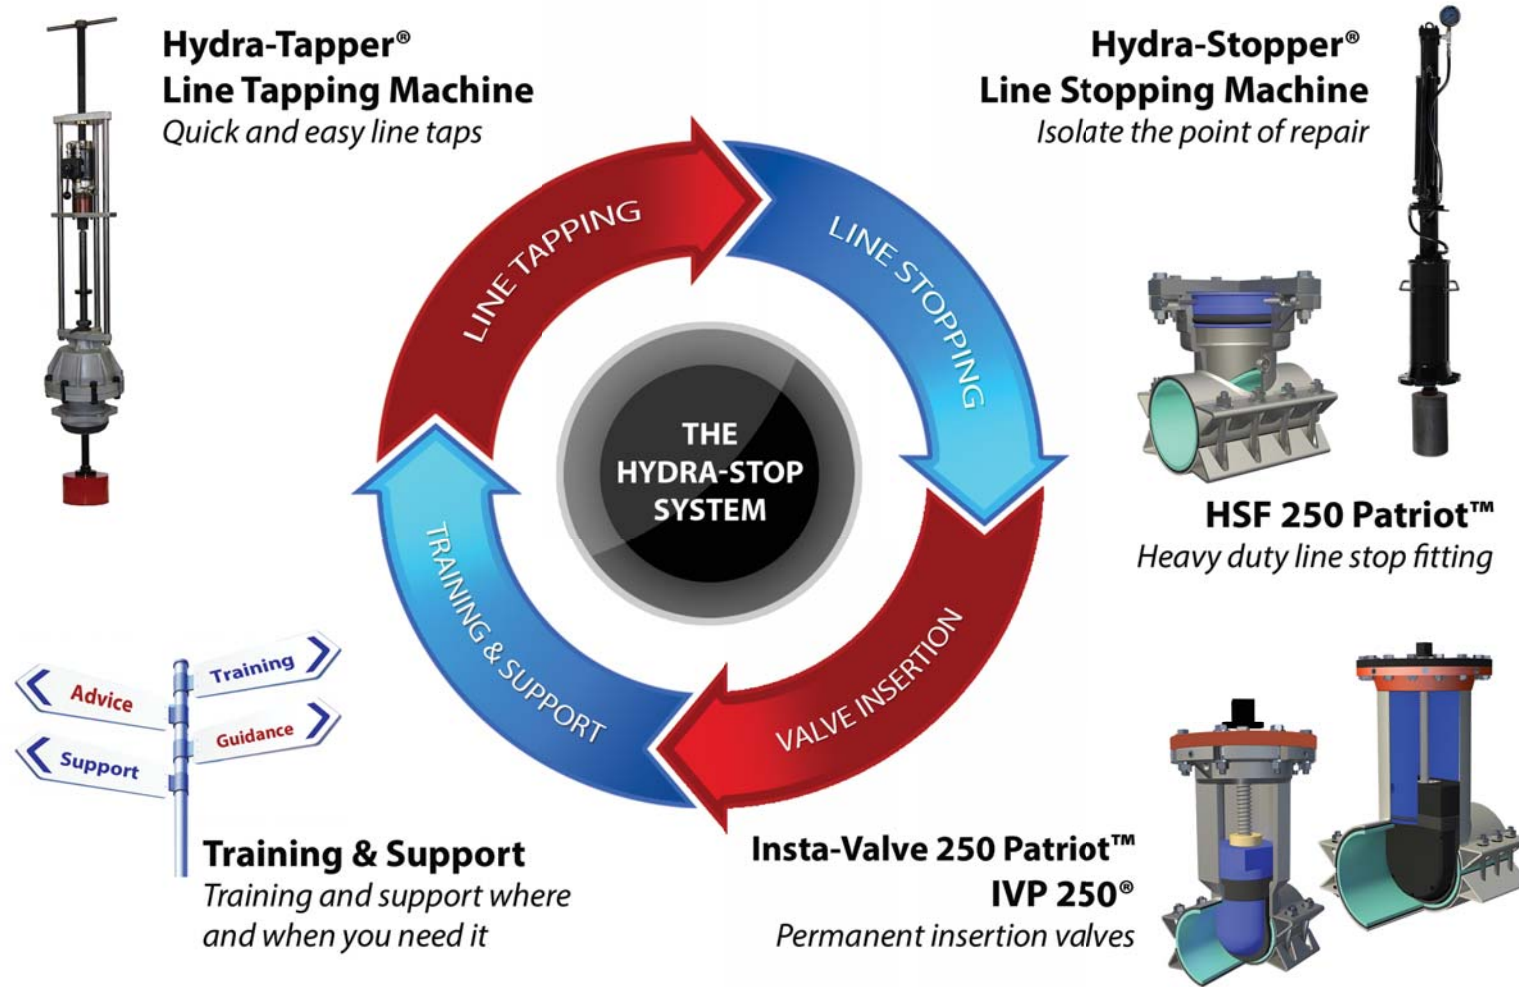 Hydra-Tapper®
Line Tapping Machine
Quick and easy line taps
Hydra-Stopper®
Line Stopping Machine
Isolate the point of repair
LINE TAPPING
LINE STOPPING
THE
HYDRA-STOP
SYSTEM
HSF 250 Patriot™
Heavy duty line stop fitting
TRAINING & SUPPORT
VALVE INSERTION
Training
Advice
Guidance
Support
Training & Support
Training and support where
and when you need it
Insta-Valve 250 Patriot™
IVP 250®
Permanent insertion valves